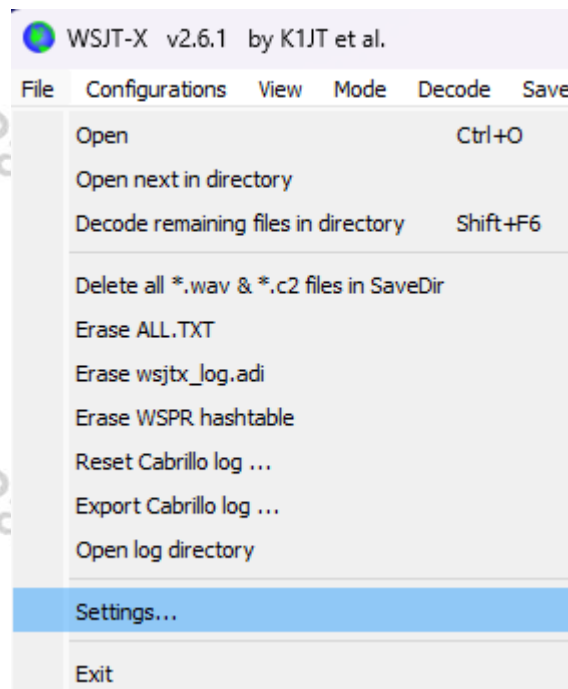 WSJT-X v2.6.1 by K1JT et al.
File Configurations View Mode Decode Save
Open Ctrl+O
Open next in directory
Decode remaining files in directory Shift+F6
Delete all *.wav & *.c2 files in SaveDir
Erase ALL.TXT
Erase wsjtx_log.adi
Erase WSPR hashtable
Reset Cabrillo log ...
Export Cabrillo log ...
Open log directory
Settings...
Exit